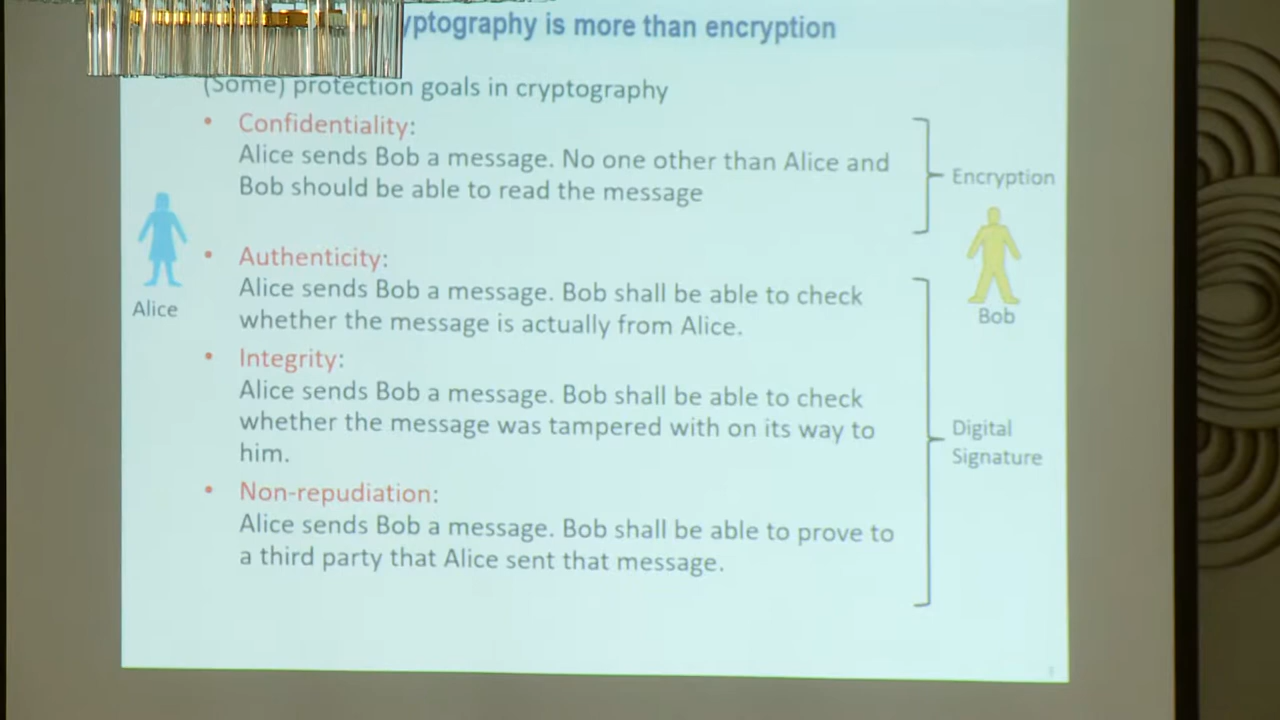 yptography is more than encryption
(Some) protection goals in cryptography
• Confidentiality:
Alice sends Bob a message. No one other than Alice and
Bob should be able to read the message
Encryption
• Authenticity:
Alice sends Bob a message. Bob shall be able to check
whether the message is actually from Alice.
Alice
Bob
• Integrity:
Alice sends Bob a message. Bob shall be able to check
whether the message was tampered with on its way to
him.
Digital
Signature
• Non-repudiation:
Alice sends Bob a message. Bob shall be able to prove to
a third party that Alice sent that message.